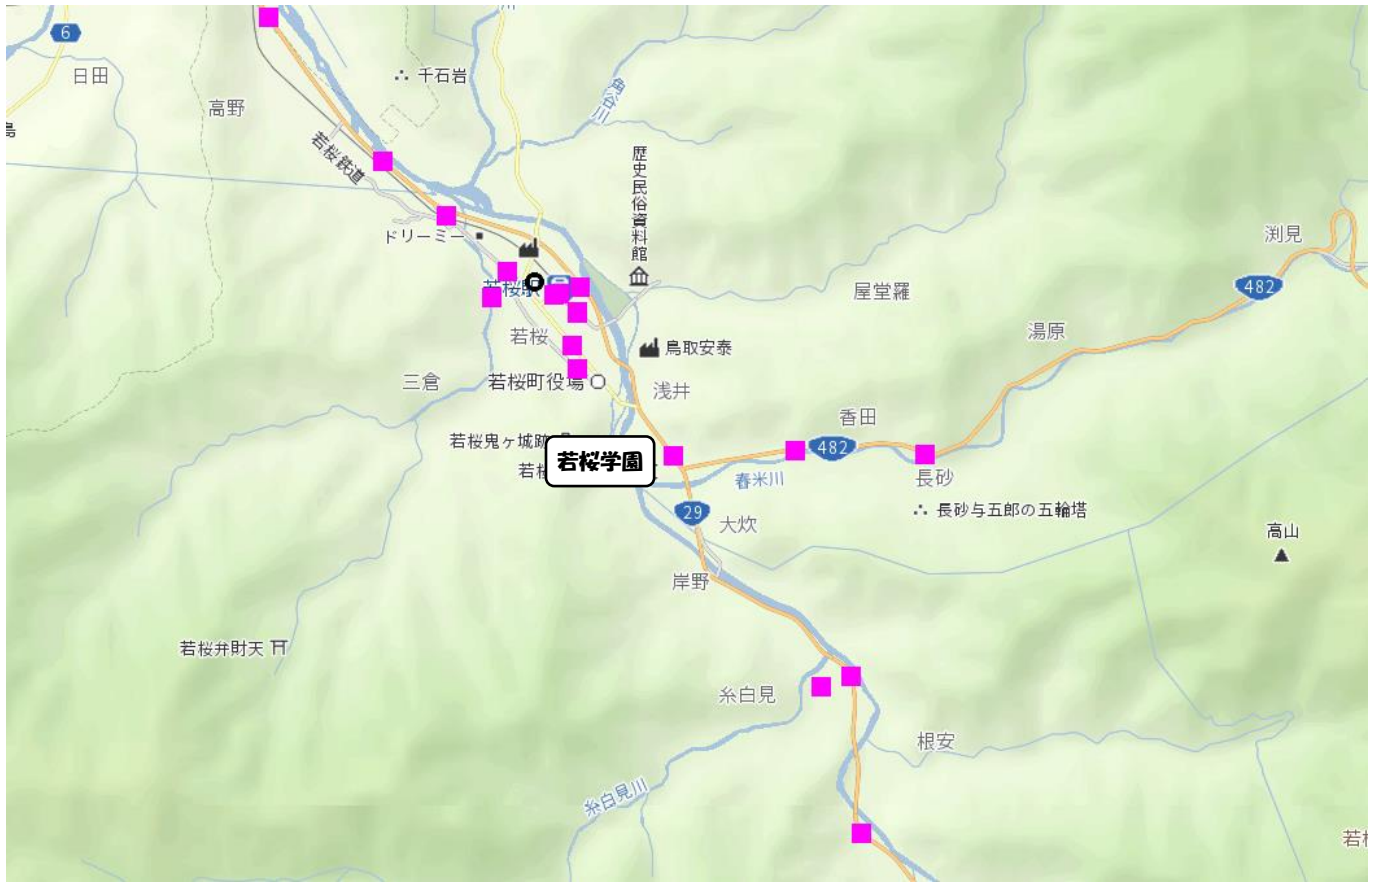 6
日田
千石岩
高野
角谷川
若桜鉄道
歴史民俗資料館
ドリーミー
渕見
482
若桜駅
屋堂羅
湯原
若桜
鳥取安泰
三倉
若桜町役場
浅井
香田
若桜鬼ヶ城跡
482
若桜学園
長砂
舂米川
29
大炊
長砂与五郎の五輪塔
高山
岸野
若桜弁財天
糸白見
根安
糸白見川